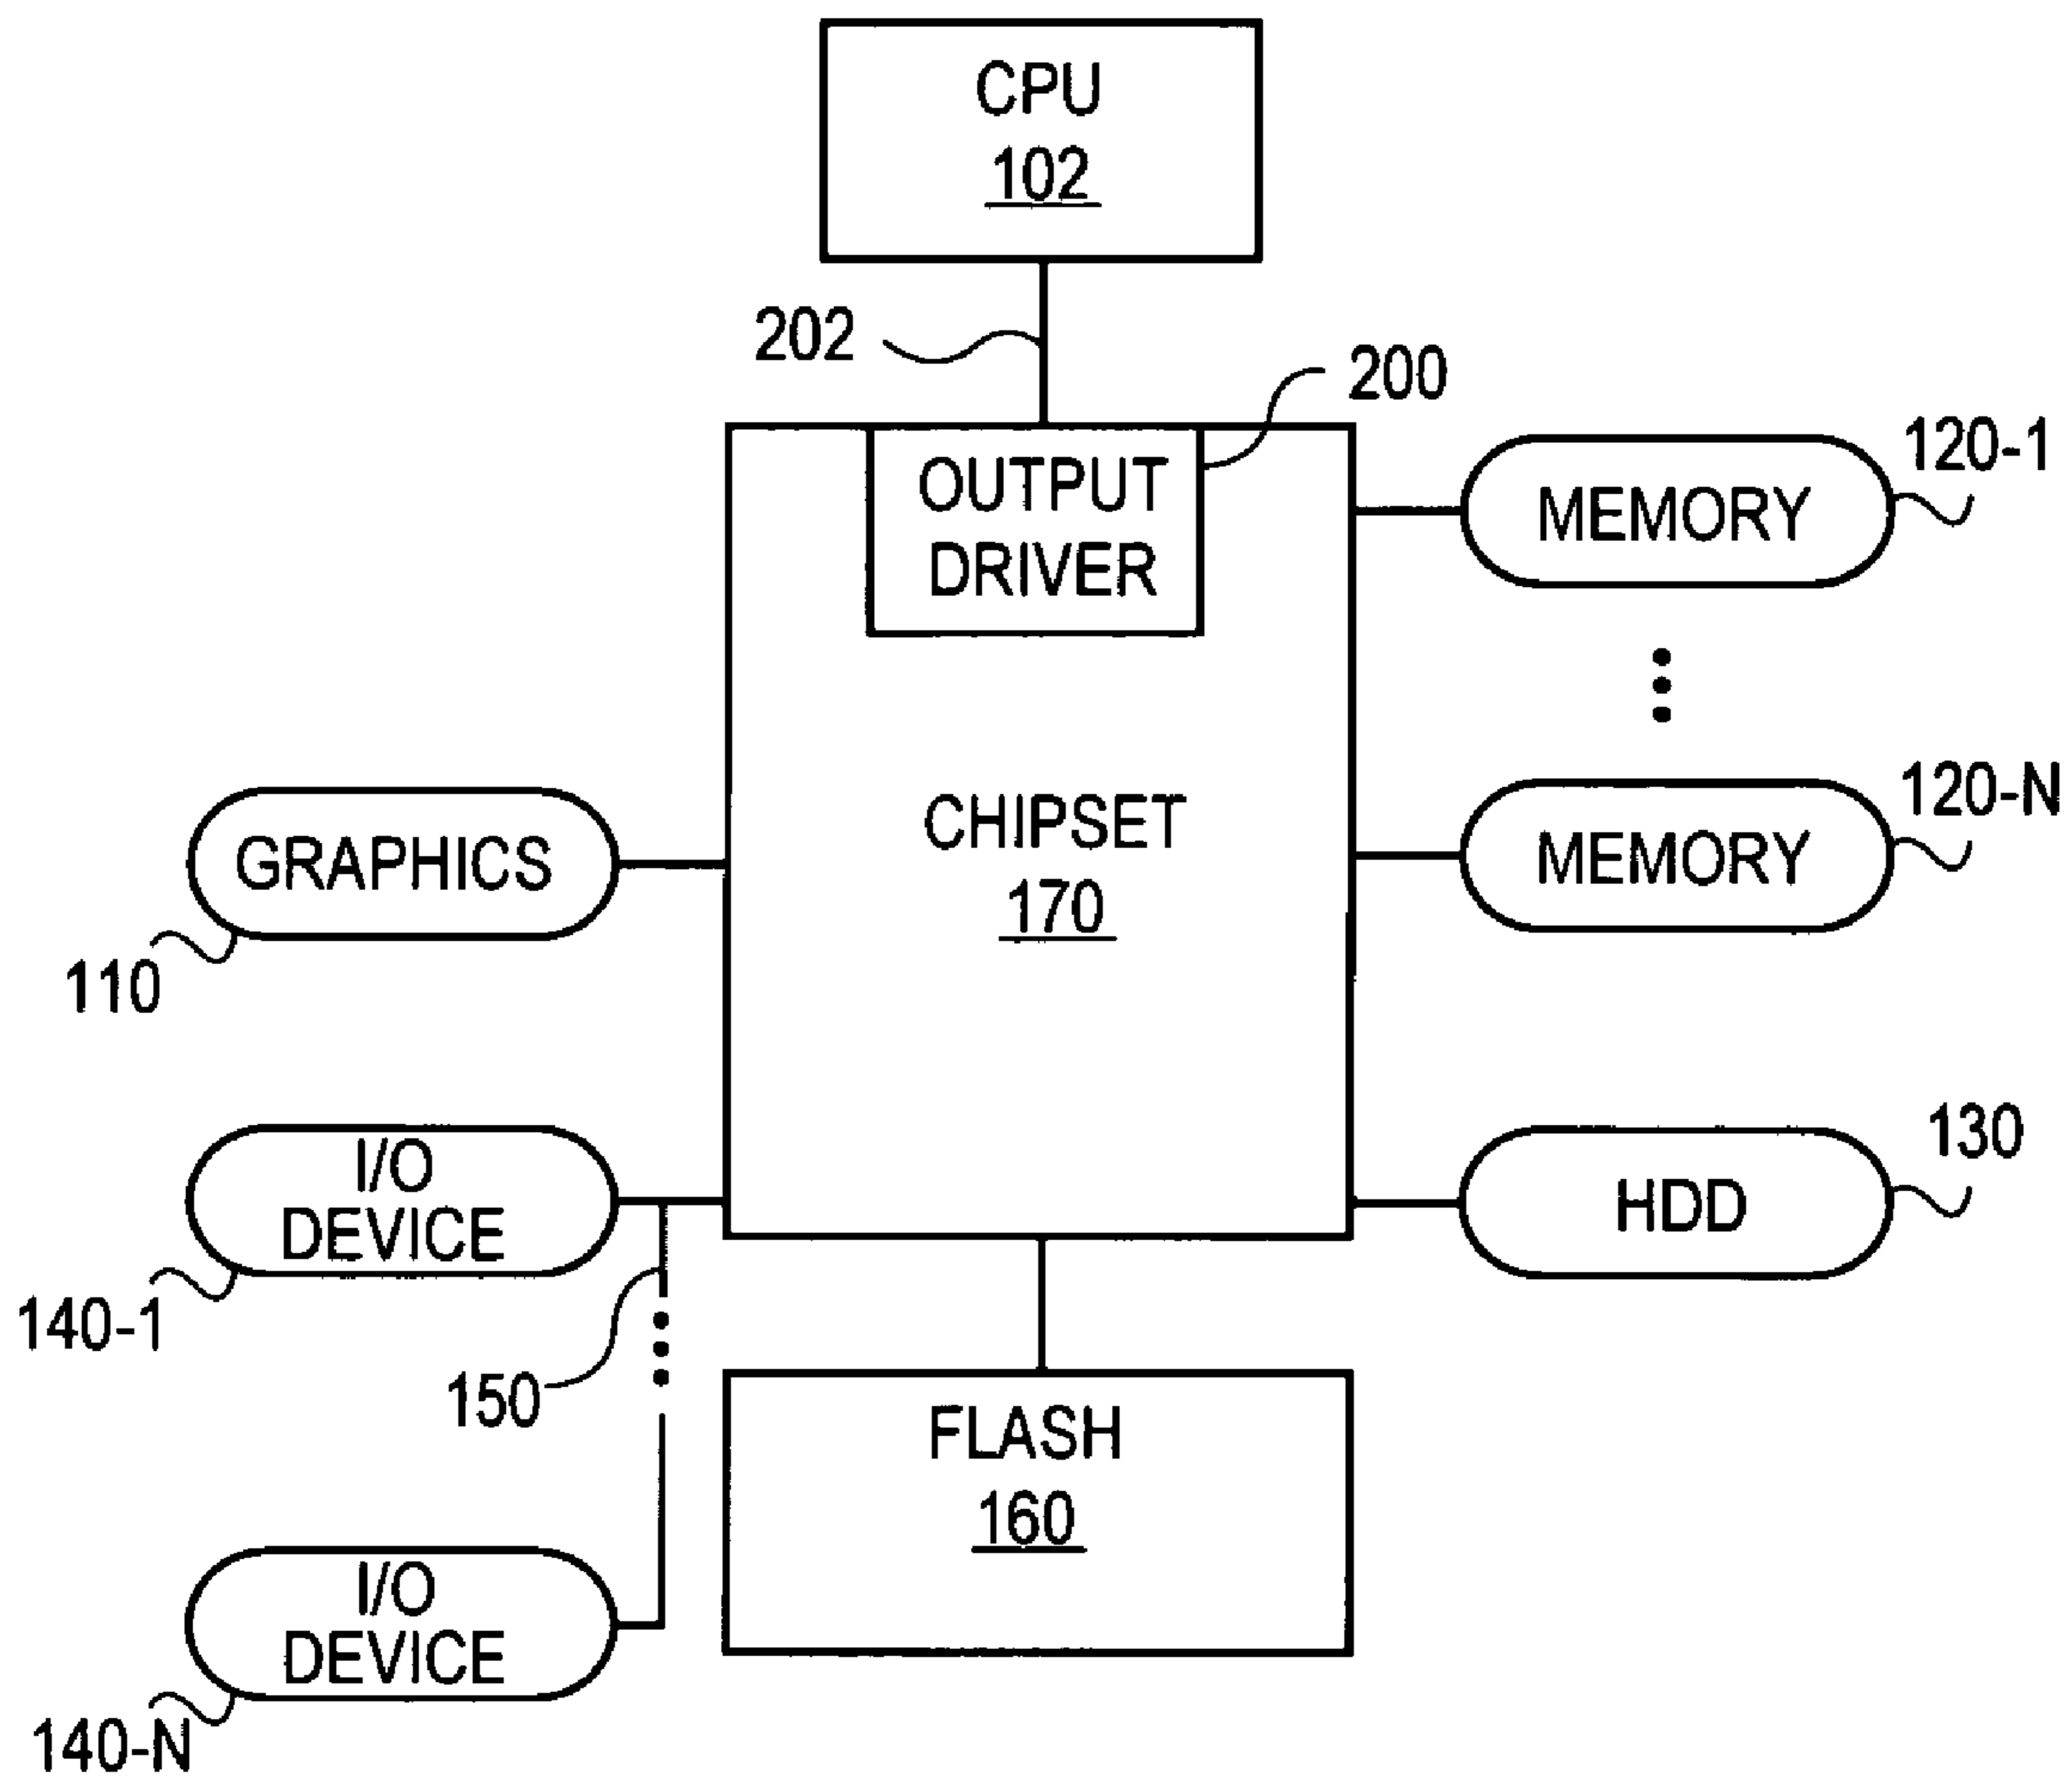 CPU
102
202
200
OUTPUT
DRIVER
120-1
MEMORY
CHIPSET
170
120-N
MEMORY
GRAPHICS
110
130
HDD
I/O
DEVICE
140-1
150
FLASH
160
I/O
DEVICE
140-N